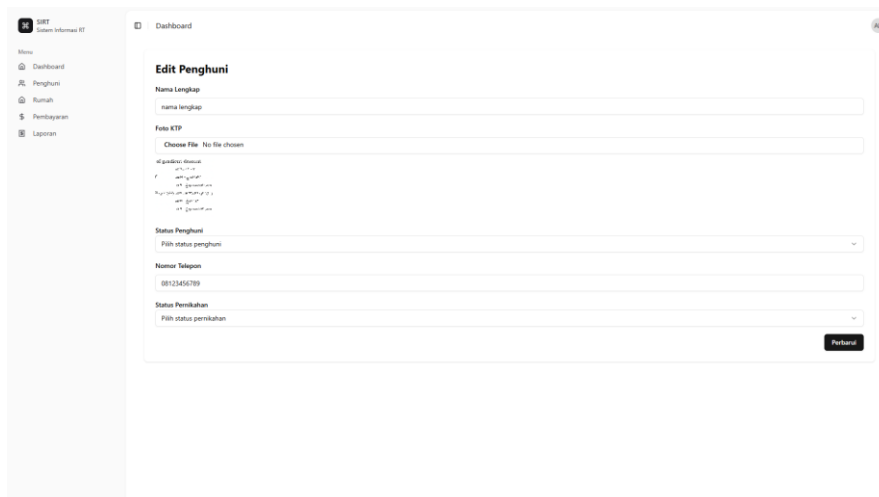 SIRT
Sistem Informasi RT
Menu
Dashboard
Penghuni
Rumah
Pembayaran
Laporan
Dashboard
Edit Penghuni
Nama Lengkap
nama lengkap
Foto KTP
Choose File No file chosen
Status Penghuni
Pilih status penghuni
Nomor Telepon
08123456789
Status Pernikahan
Pilih status pernikahan
Perbarui